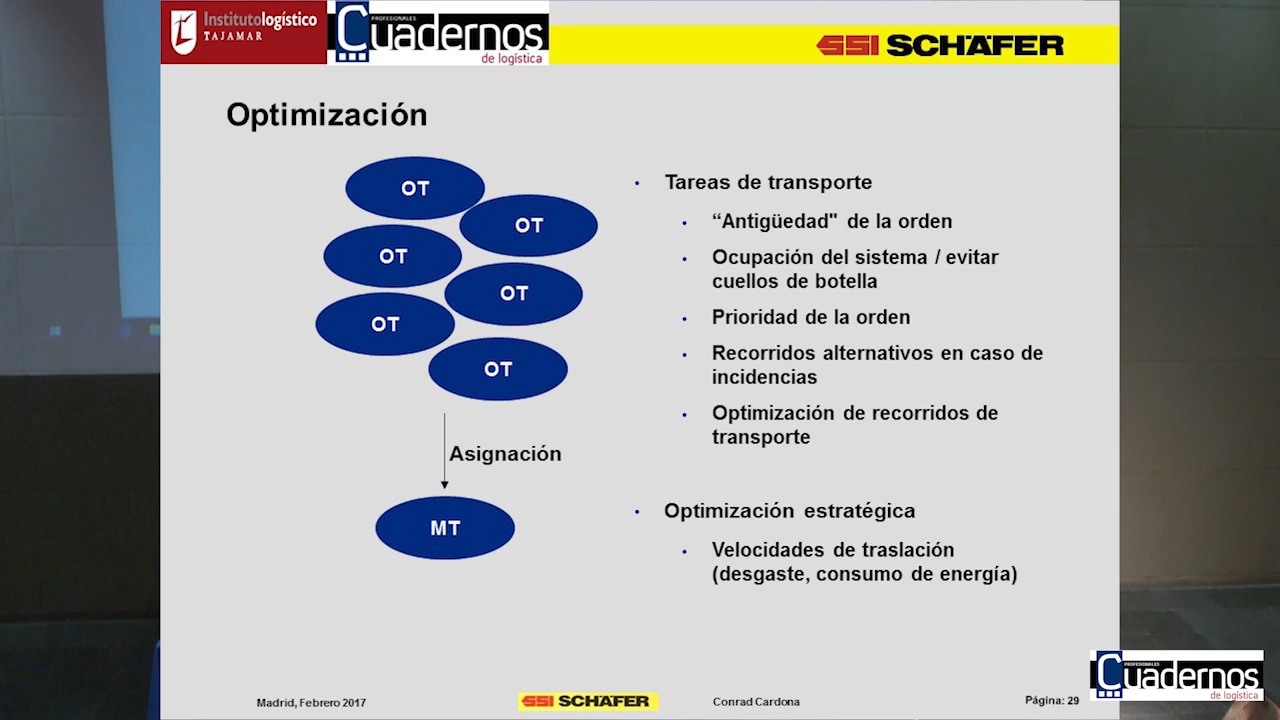 Institutologístico
TAJAMAR
PROFESIONALES
Cuadernos
de logística
SSI SCHÄFER
Optimización
OT
OT
OT
OT
OT
OT
Asignación
MT
• Tareas de transporte
• “Antigüedad" de la orden
• Ocupación del sistema / evitar
cuellos de botella
• Prioridad de la orden
• Recorridos alternativos en caso de
incidencias
• Optimización de recorridos de
transporte
• Optimización estratégica
• Velocidades de traslación
(desgaste, consumo de energía)
Madrid, Febrero 2017
SSI SCHÄFER
Conrad Cardona
Página: 29
PROFESIONALES
Cuadernos
de logística